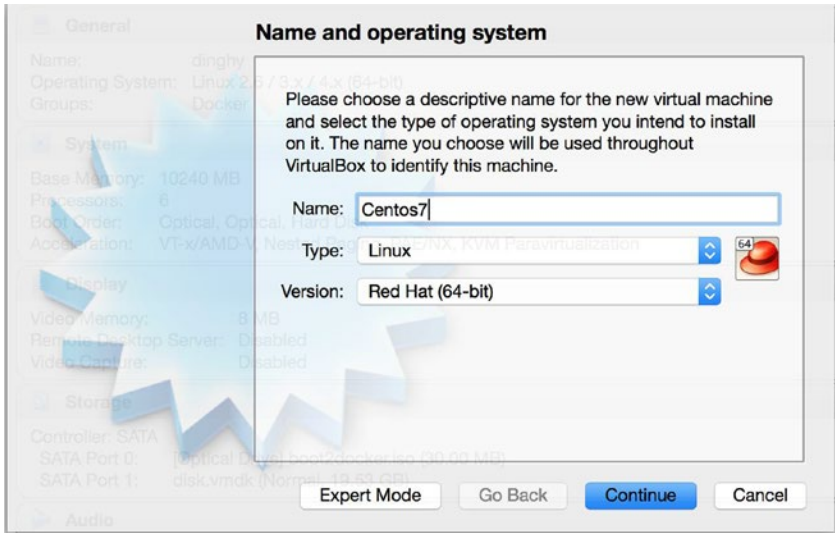 General
Name and operating system
Name: dinghy
Operating System: Linux 2.6 / 3.x / 4.x (64-bit)
Groups: Docker
Please choose a descriptive name for the new virtual machine
and select the type of operating system you intend to install
on it. The name you choose will be used throughout
VirtualBox to identify this machine.
System
Base Memory: 10240 MB
Processors: 6
Boot Order: Optical, Optical, Hard Disk
Acceleration: VT-x/AMD-V, Nested Paging, PAE/NX, KVM Paravirtualization
Name: Centos7
Type: Linux
64
Version: Red Hat (64-bit)
Display
Video Memory: 8 MB
Remote Desktop Server: Disabled
Video Capture: Disabled
Storage
Controller: SATA
SATA Port 0: [Optical Drive] boot2docker.iso (30.00 MB)
SATA Port 1: disk.vmdk (Normal, 19.53 GB)
Expert Mode Go Back Continue Cancel
Audio